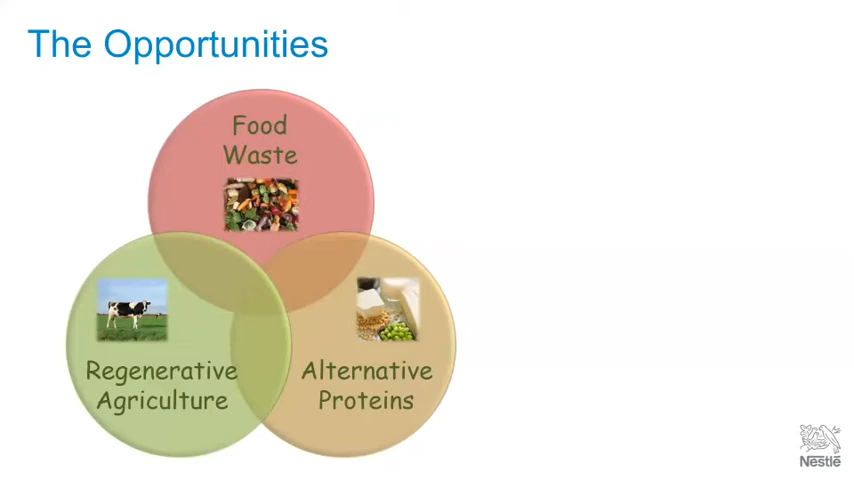 The Opportunities
Food
Waste
Regenerative
Agriculture
Alternative
Proteins
Nestlé